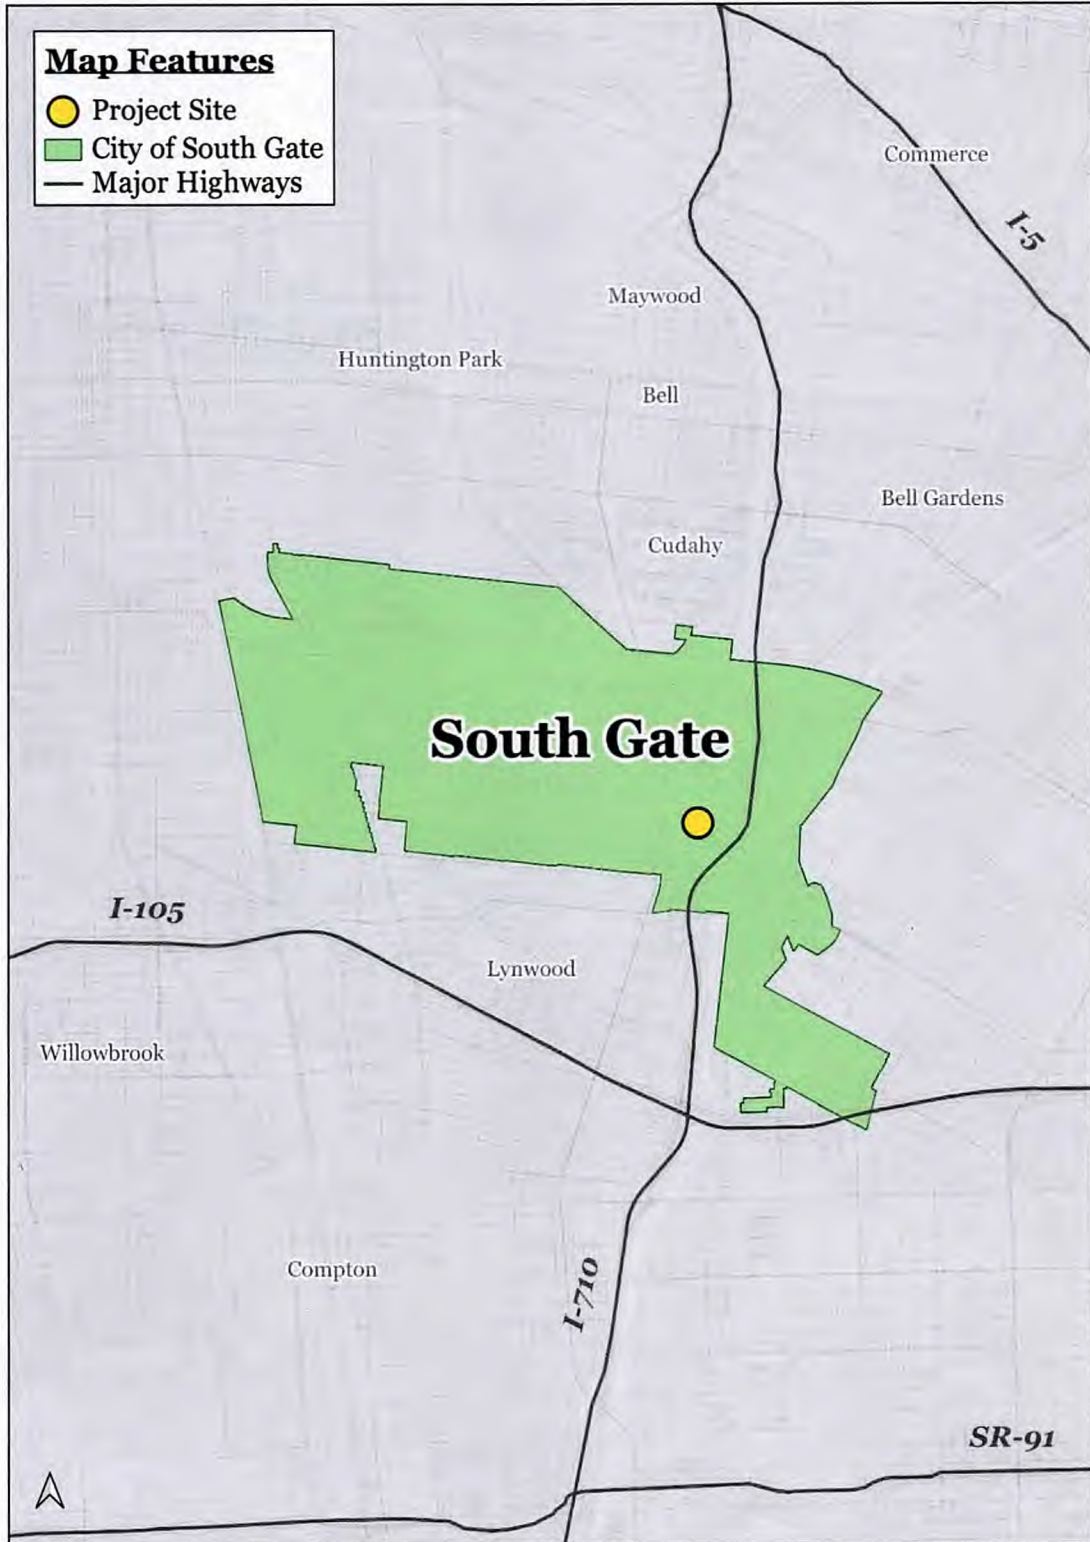 Map Features
Project Site
City of South Gate
Major Highways
Commerce
I-5
Maywood
Huntington Park
Bell
Bell Gardens
Cudahy
South Gate
I-105
Lynwood
Willowbrook
Compton
I-710
SR-91